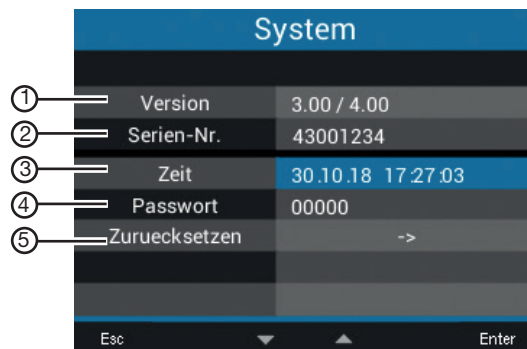 System
① Version 3.00 / 4.00
② Serien-Nr. 43001234
③ Zeit 30.10.18 17:27:03
④ Passwort 00000
⑤ Zuruecksetzen ->
Esc Enter